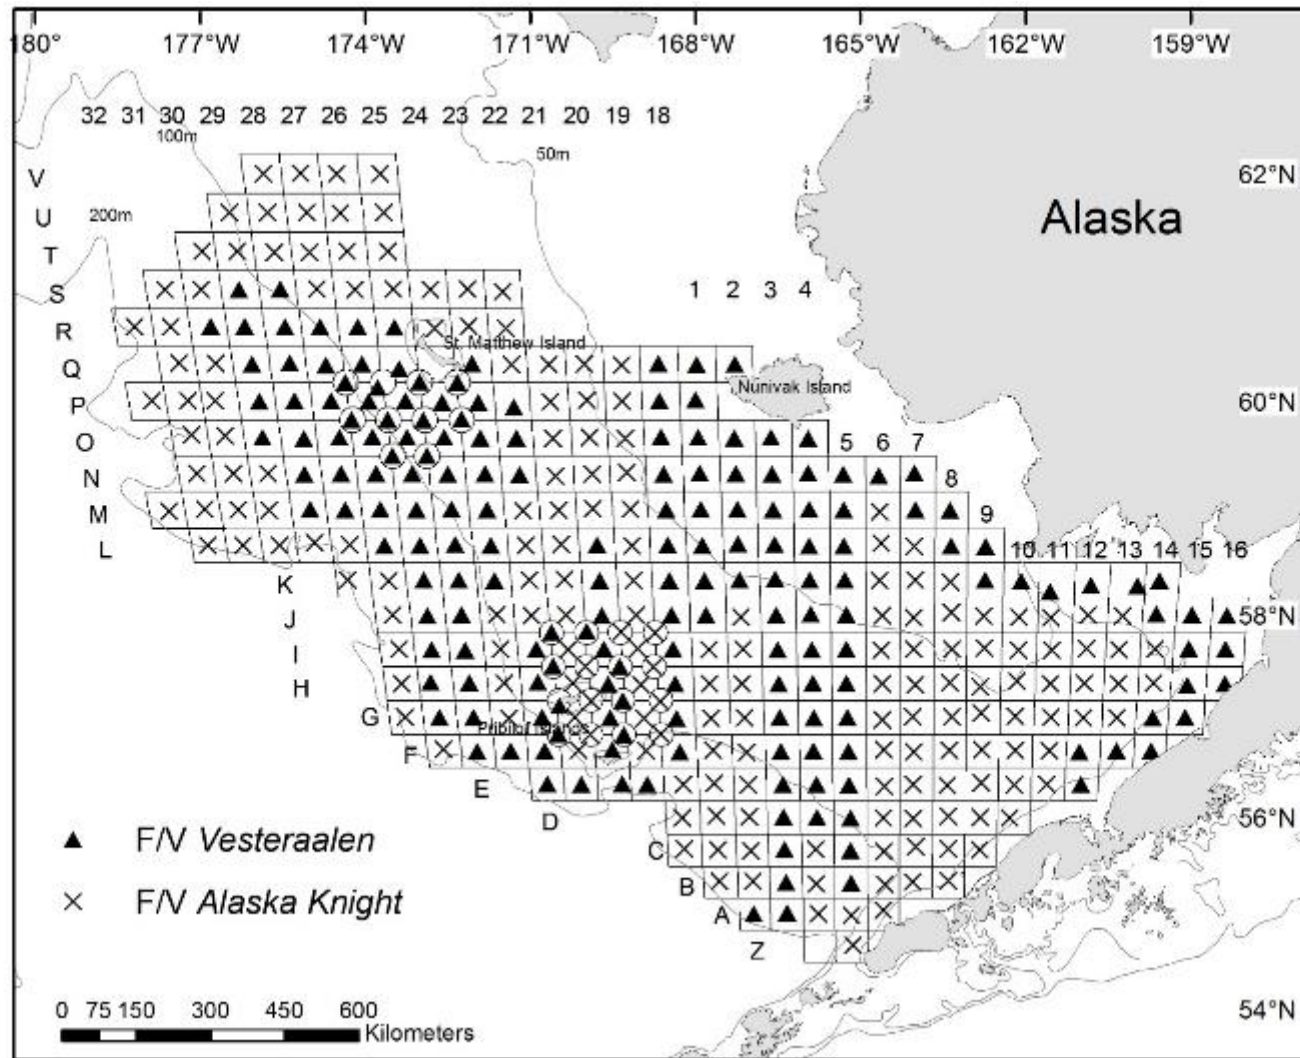 180° 177°W 174°W 171°W 168°W 165°W 162°W 159°W
32 31 30 29 28 27 26 25 24 23 22 21 20 19 18
100m
50m
V
62°N
U
200m
Alaska
T
S
1 2 3 4
R
St. Matthew Island
Q
Nunivak Island
P
60°N
O
5 6 7
N
8
M
9
L
10 11 12 13 14 15 16
K
J
58°N
I
H
G
Pribilof Islands
F
E
D
56°N
F/V Vesteraalen
C
B
F/V Alaska Knight
A
Z
0 75 150 300 450 600
Kilometers
54°N